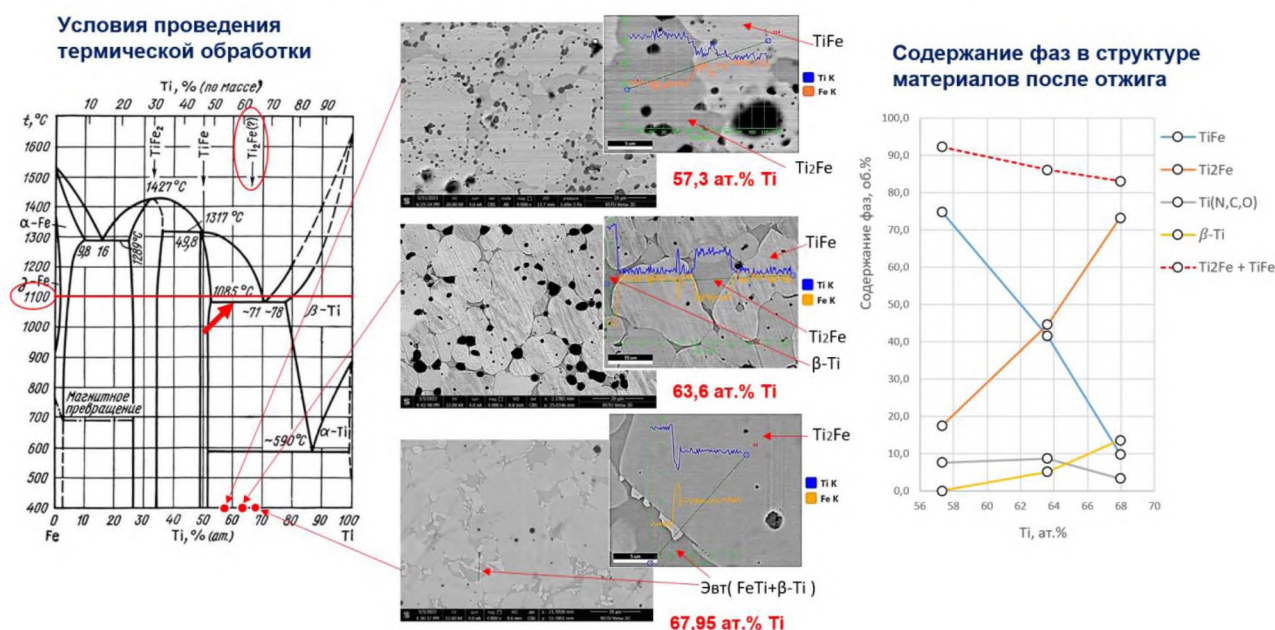 Условия проведения
термической обработки
Ti, % (по массе)
10 20 30 40 50 60 70 80 90
t, °C
1600
1500
1400
1300
1200
1100
1000
900
800
700
600
500
400
TiFe₂
TiFe
Ti₂Fe(?)
1427°C
1317°C
α-Fe
9,8 16
1289°C
49,8
1085°C
~71 ~78
β-Ti
Магнитное
превращение
α-Ti
~590°C
0 10 20 30 40 50 60 70 80 90 100
Fe
Ti, % (ат.)
Ti
TiFe
Ti K
Fe K
5 µm
Ti₂Fe
57,3 ат.% Ti
TiFe
Ti K
Fe K
Ti₂Fe
β-Ti
63,6 ат.% Ti
Ti₂Fe
Ti K
Fe K
5 µm
Эвт( FeTi+β-Ti )
67,95 ат.% Ti
Содержание фаз в структуре
материалов после отжига
Содержание фаз, об.%
100,0
90,0
80,0
70,0
60,0
50,0
40,0
30,0
20,0
10,0
0,0
56 58 60 62 64 66 68 70
Ti, ат.%
TiFe
Ti2Fe
Ti(N,C,O)
β-Ti
Ti2Fe + TiFe